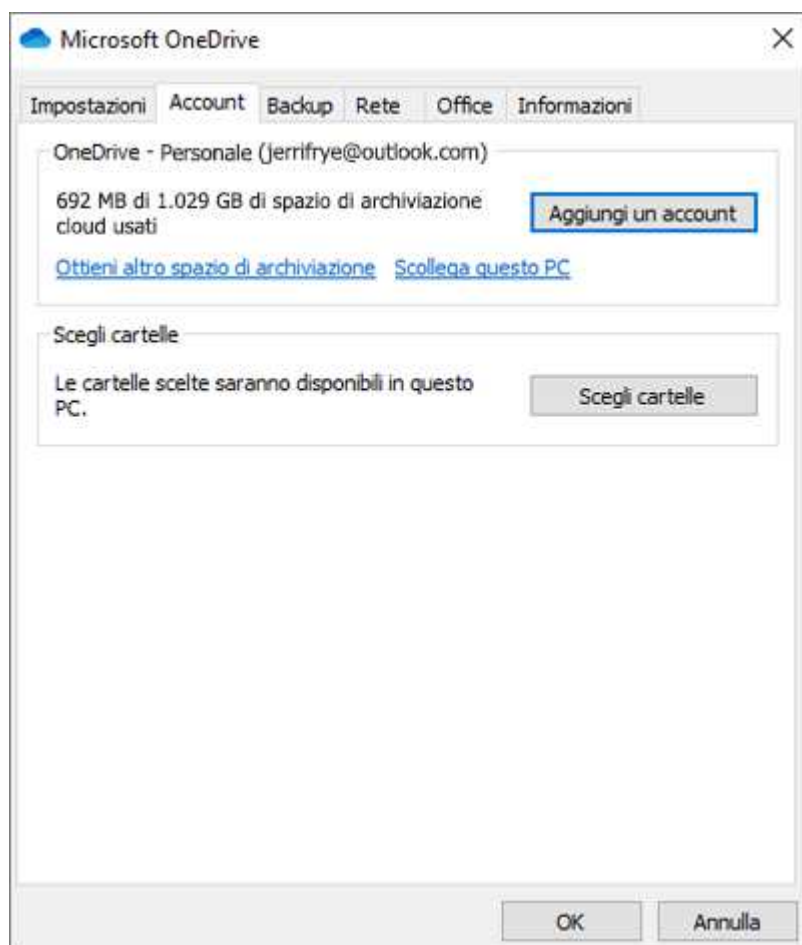 Microsoft OneDrive
Impostazioni Account Backup Rete Office Informazioni
OneDrive - Personale (jerrifrye@outlook.com)
692 MB di 1.029 GB di spazio di archiviazione
cloud usati
Aggiungi un account
Ottieni altro spazio di archiviazione Scollega questo PC
Scegli cartelle
Le cartelle scelte saranno disponibili in questo
PC.
Scegli cartelle
OK Annulla